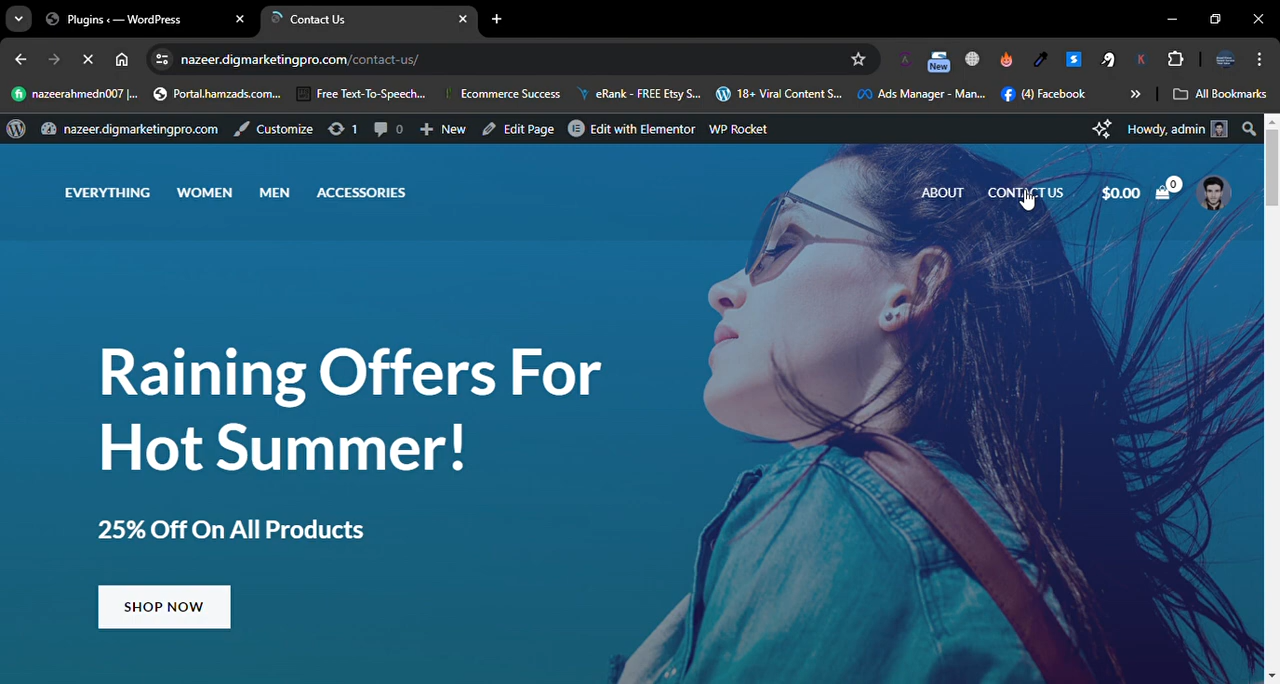 Plugins ‹ — WordPress
Contact Us
nazeer.digmarketingpro.com/contact-us/
New
nazeerahmedn007 |...
Portal.hamzads.com...
Free Text-To-Speech...
Ecommerce Success
eRank - FREE Etsy S...
18+ Viral Content S...
Ads Manager - Man...
(4) Facebook
All Bookmarks
nazeer.digmarketingpro.com
Customize
1
0
New
Edit Page
Edit with Elementor
WP Rocket
Howdy, admin
EVERYTHING
WOMEN
MEN
ACCESSORIES
ABOUT
CONTACT US
$0.00
0
Raining Offers For
Hot Summer!
25% Off On All Products
SHOP NOW